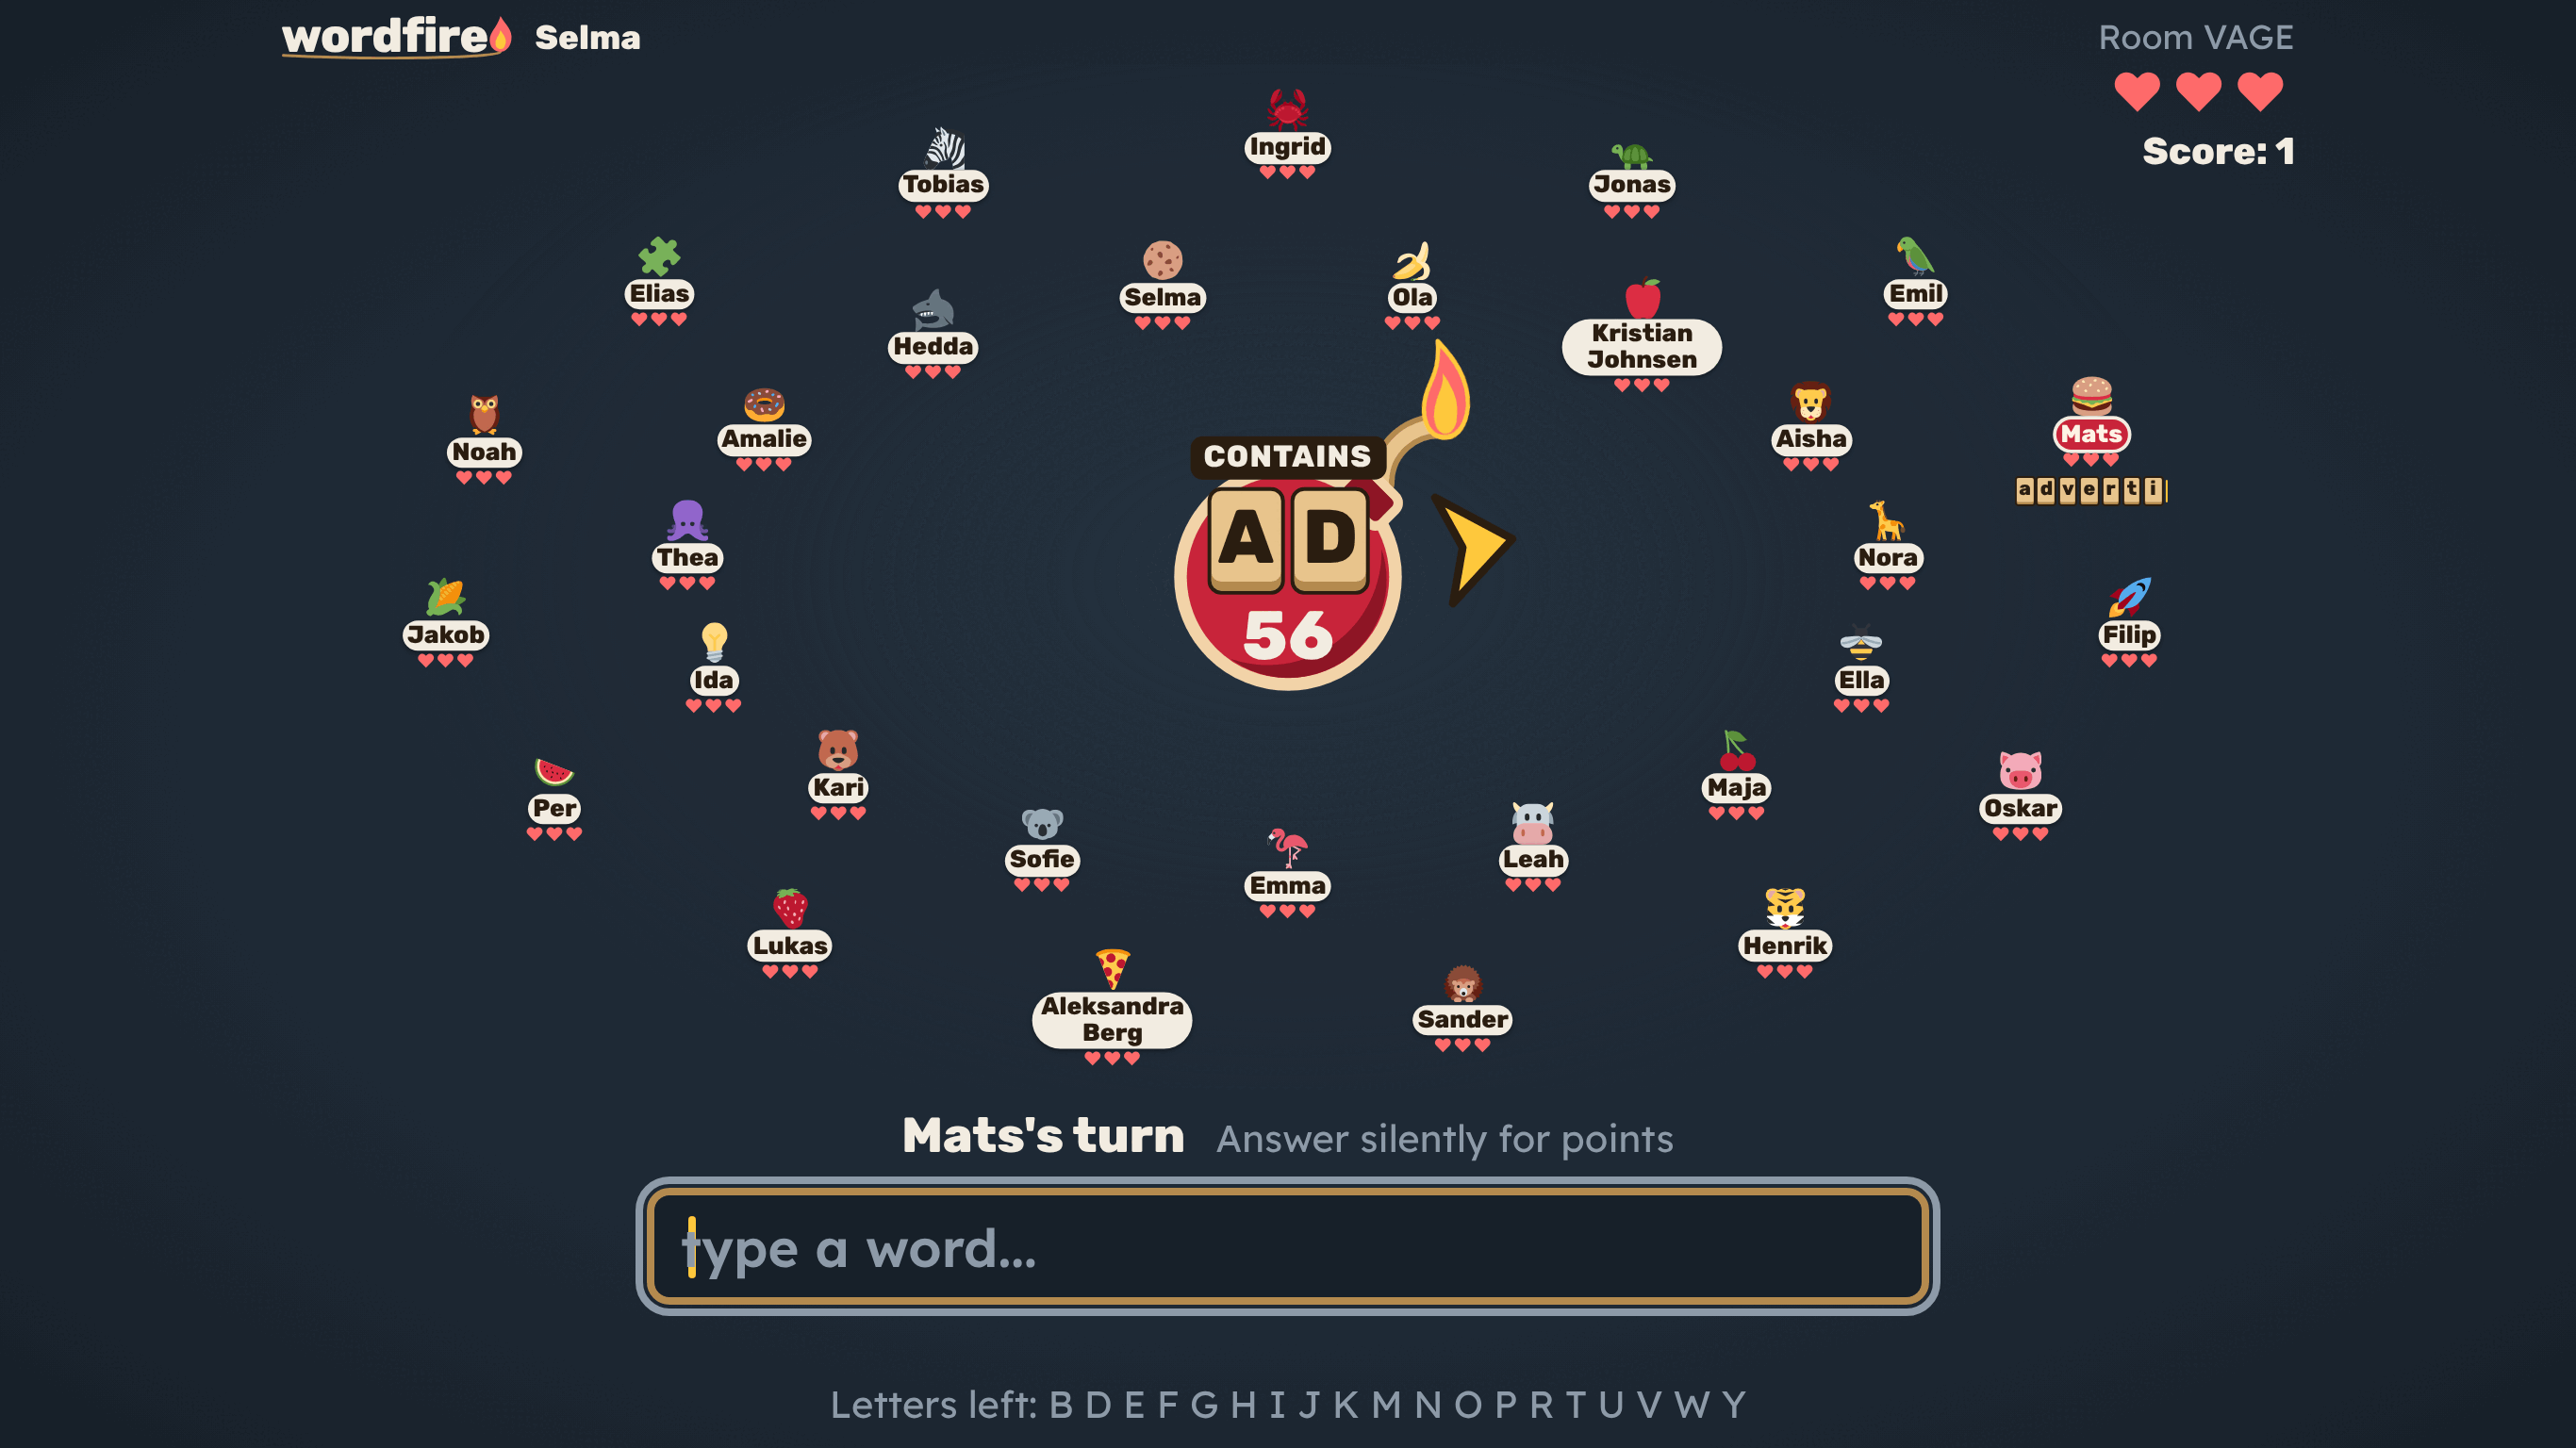 wordfire Selma
Room VAGE
Score: 1
Ingrid
Tobias
Jonas
Elias
Selma
Ola
Emil
Hedda
Kristian
Johnsen
Noah
Amalie
Aisha
Mats
adverti
CONTAINS
AD
56
Thea
Nora
Jakob
Filip
Ida
Ella
Per
Kari
Maja
Oskar
Sofie
Emma
Leah
Lukas
Henrik
Aleksandra
Berg
Sander
Mats's turn Answer silently for points
type a word...
Letters left: B D E F G H I J K M N O P R T U V W Y